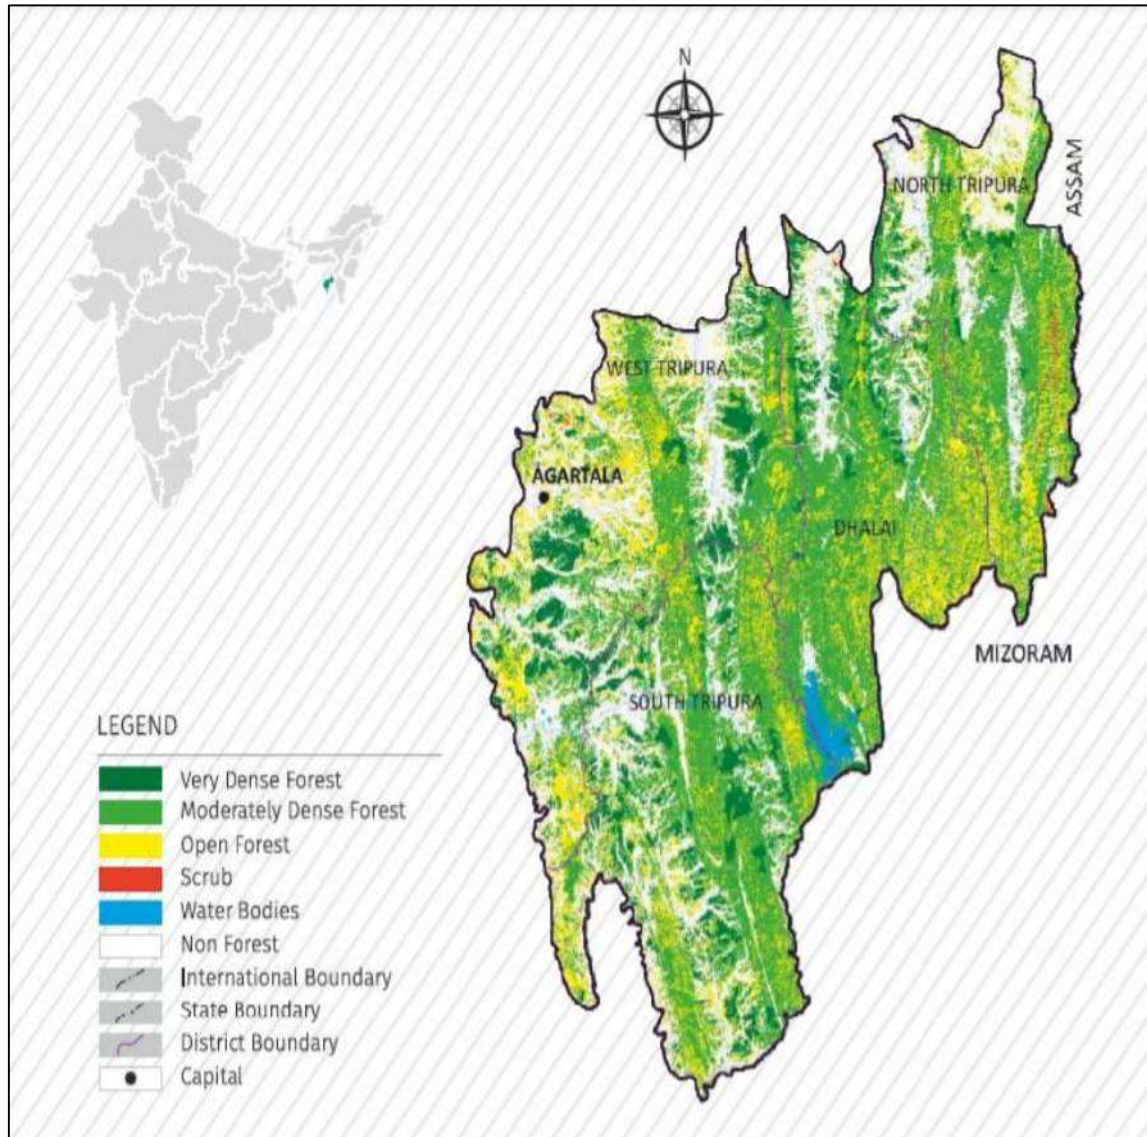 N
NORTH TRIPURA
ASSAM
WEST TRIPURA
AGARTALA
DHALAI
MIZORAM
SOUTH TRIPURA
LEGEND
Very Dense Forest
Moderately Dense Forest
Open Forest
Scrub
Water Bodies
Non Forest
International Boundary
State Boundary
District Boundary
Capital